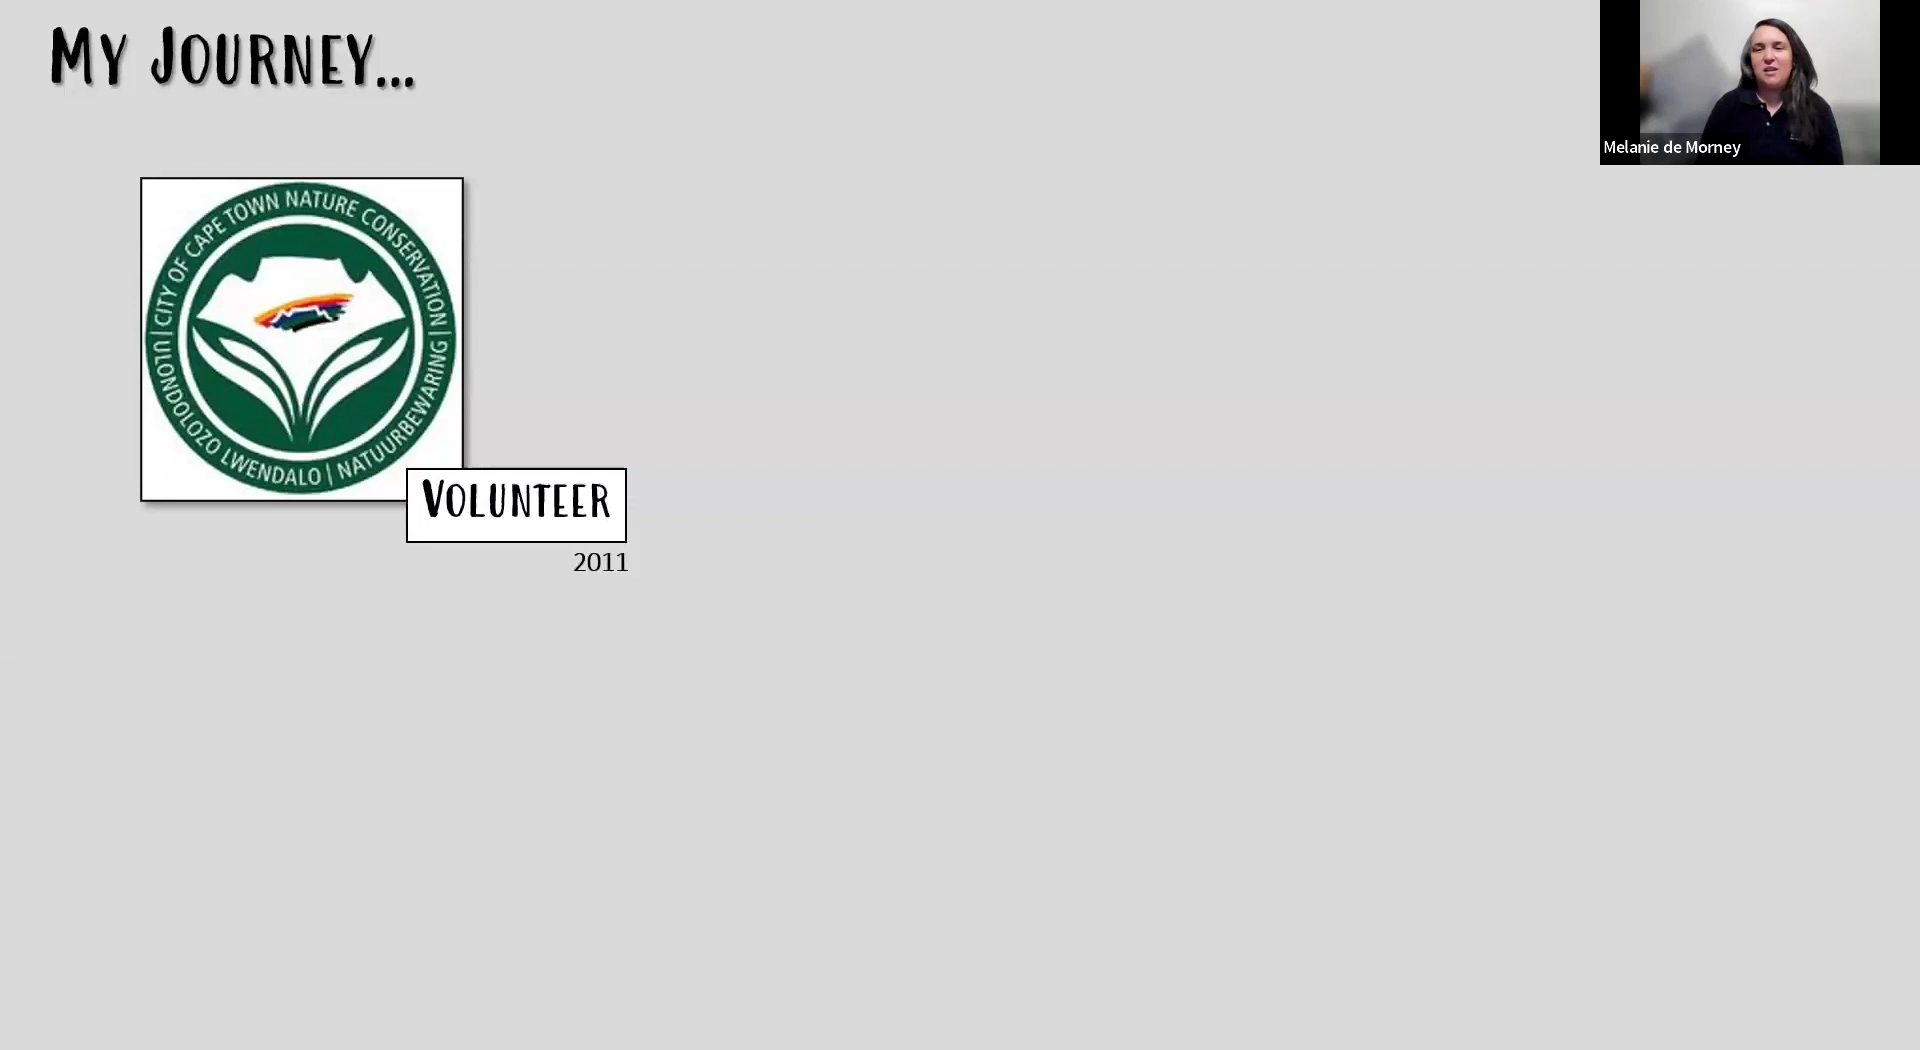 My Journey...
Melanie de Morney
| CITY OF CAPE TOWN NATURE CONSERVATION | NATUURBEWARING | ULONDOLOZO LWENDALO
Volunteer
2011